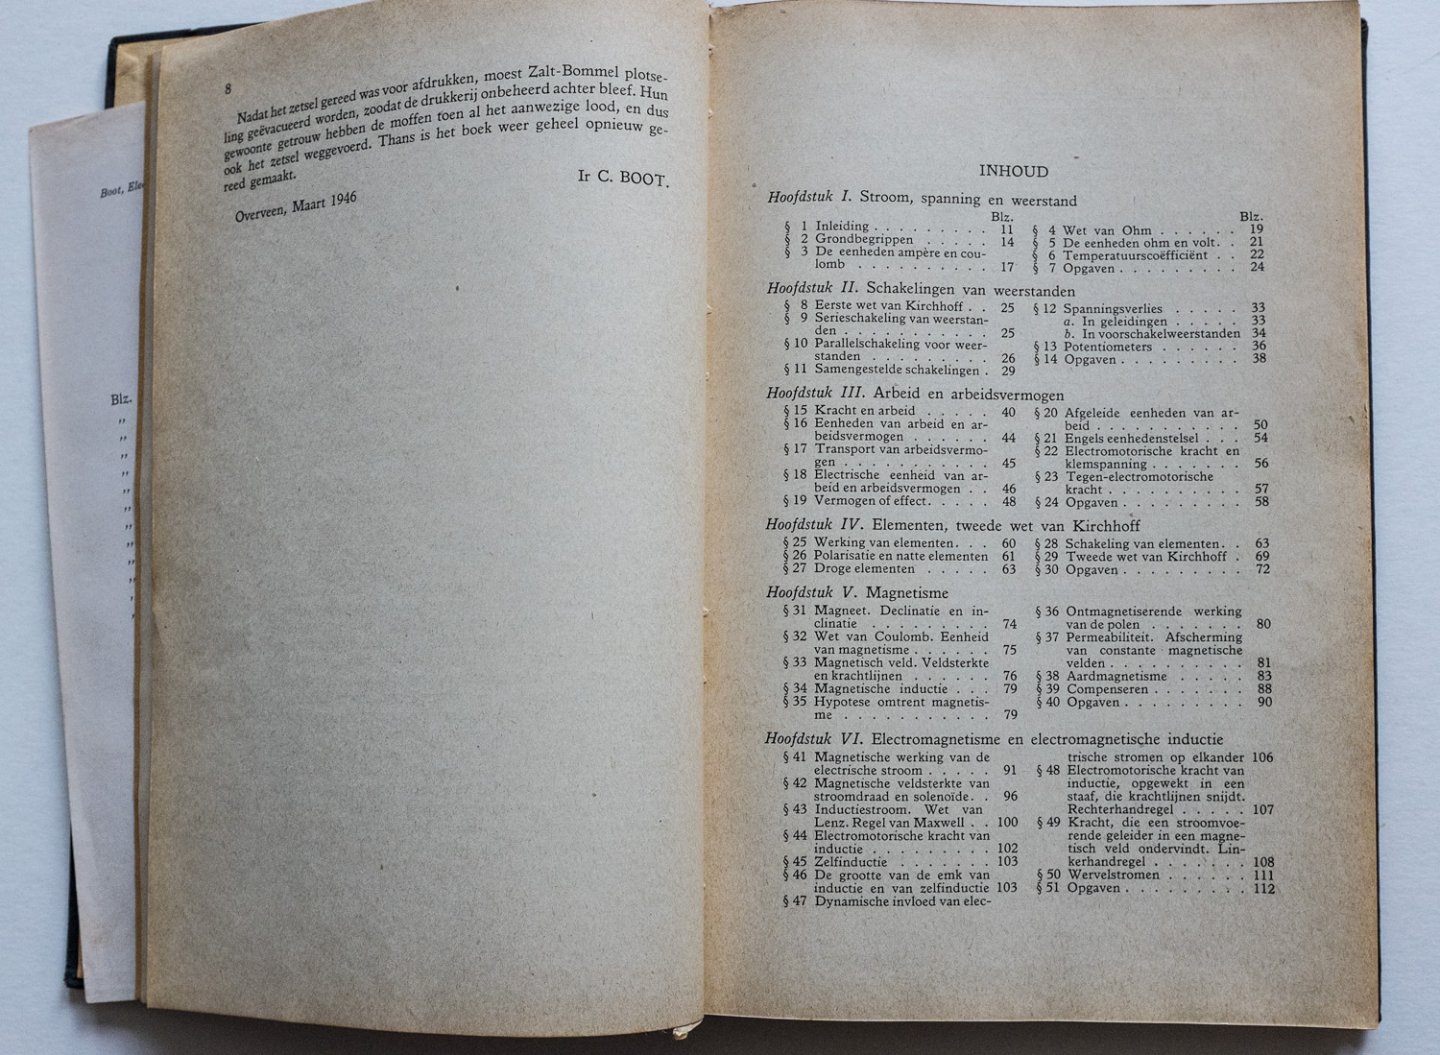 Boot, Ele
Blz.
"
"
"
"
"
"
"
"
"
"
"
"
8
Nadat het zetsel gereed was voor afdrukken, moest Zalt-Bommel plotse-
ling geëvacueerd worden, zoodat de drukkerij onbeheerd achter bleef. Hun
gewoonte getrouw hebben de moffen toen al het aanwezige lood, en dus
ook het zetsel weggevoerd. Thans is het boek weer geheel opnieuw ge-
reed gemaakt.
Ir C. BOOT.
Overveen, Maart 1946
INHOUD
Hoofdstuk I. Stroom, spanning en weerstand
Blz.
§ 1 Inleiding . . . . . . . . . 11
§ 2 Grondbegrippen . . . . . 14
§ 3 De eenheden ampère en cou-
lomb . . . . . . . . . . 17
Blz.
§ 4 Wet van Ohm . . . . . . 19
§ 5 De eenheden ohm en volt. . 21
§ 6 Temperatuurscoëfficiënt . . 22
§ 7 Opgaven . . . . . . . . . 24
Hoofdstuk II. Schakelingen van weerstanden
§ 8 Eerste wet van Kirchhoff . . 25
§ 9 Serieschakeling van weerstan-
den . . . . . . . . . . . 25
§ 10 Parallelschakeling voor weer-
standen . . . . . . . . . 26
§ 11 Samengestelde schakelingen . 29
§ 12 Spanningsverlies . . . . . 33
a. In geleidingen . . . . . 33
b. In voorschakelweerstanden 34
§ 13 Potentiometers . . . . . . 36
§ 14 Opgaven . . . . . . . . . 38
Hoofdstuk III. Arbeid en arbeidsvermogen
§ 15 Kracht en arbeid . . . . . 40
§ 16 Eenheden van arbeid en ar-
beidsvermogen . . . . . . 44
§ 17 Transport van arbeidsvermo-
gen . . . . . . . . . . . 45
§ 18 Electrische eenheid van ar-
beid en arbeidsvermogen . . 46
§ 19 Vermogen of effect. . . . . 48
§ 20 Afgeleide eenheden van ar-
beid . . . . . . . . . . . 50
§ 21 Engels eenhedenstelsel . . . 54
§ 22 Electromotorische kracht en
klemspanning . . . . . . . 56
§ 23 Tegen-electromotorische
kracht . . . . . . . . . . 57
§ 24 Opgaven . . . . . . . . . 58
Hoofdstuk IV. Elementen, tweede wet van Kirchhoff
§ 25 Werking van elementen. . . 60
§ 26 Polarisatie en natte elementen 61
§ 27 Droge elementen . . . . . 63
§ 28 Schakeling van elementen. . 63
§ 29 Tweede wet van Kirchhoff . 69
§ 30 Opgaven . . . . . . . . . 72
Hoofdstuk V. Magnetisme
§ 31 Magneet. Declinatie en in-
clinatie . . . . . . . . . 74
§ 32 Wet van Coulomb. Eenheid
van magnetisme . . . . . . 75
§ 33 Magnetisch veld. Veldsterkte
en krachtlijnen . . . . . . 76
§ 34 Magnetische inductie . . . 79
§ 35 Hypotese omtrent magnetis-
me . . . . . . . . . . . 79
§ 36 Ontmagnetiserende werking
van de polen . . . . . . . 80
§ 37 Permeabiliteit. Afscherming
van constante magnetische
velden . . . . . . . . . . 81
§ 38 Aardmagnetisme . . . . . 83
§ 39 Compenseren . . . . . . . 88
§ 40 Opgaven . . . . . . . . . 90
Hoofdstuk VI. Electromagnetisme en electromagnetische inductie
§ 41 Magnetische werking van de
electrische stroom . . . . . 91
§ 42 Magnetische veldsterkte van
stroomdraad en solenoïde. . 96
§ 43 Inductiestroom. Wet van
Lenz. Regel van Maxwell . . 100
§ 44 Electromotorische kracht van
inductie . . . . . . . . . 102
§ 45 Zelfinductie . . . . . . . 103
§ 46 De grootte van de emk van
inductie en van zelfinductie 103
§ 47 Dynamische invloed van elec-
trische stromen op elkander 106
§ 48 Electromotorische kracht van
inductie, opgewekt in een
staaf, die krachtlijnen snijdt.
Rechterhandregel . . . . . 107
§ 49 Kracht, die een stroomvoe-
rende geleider in een magne-
tisch veld ondervindt. Lin-
kerhandregel . . . . . . . 108
§ 50 Wervelstromen . . . . . . 111
§ 51 Opgaven . . . . . . . . . 112